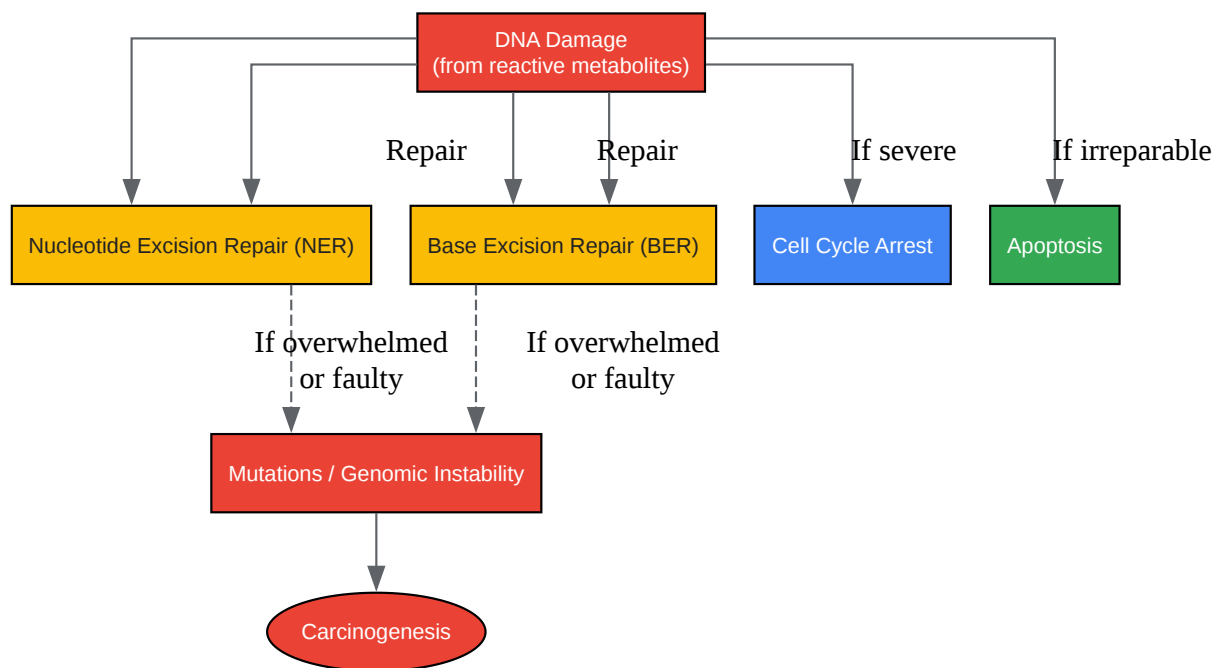 DNA Damage
(from reactive metabolites)
Repair
Repair
If severe
If irreparable
Nucleotide Excision Repair (NER)
Base Excision Repair (BER)
Cell Cycle Arrest
Apoptosis
If overwhelmed
or faulty
If overwhelmed
or faulty
Mutations / Genomic Instability
Carcinogenesis